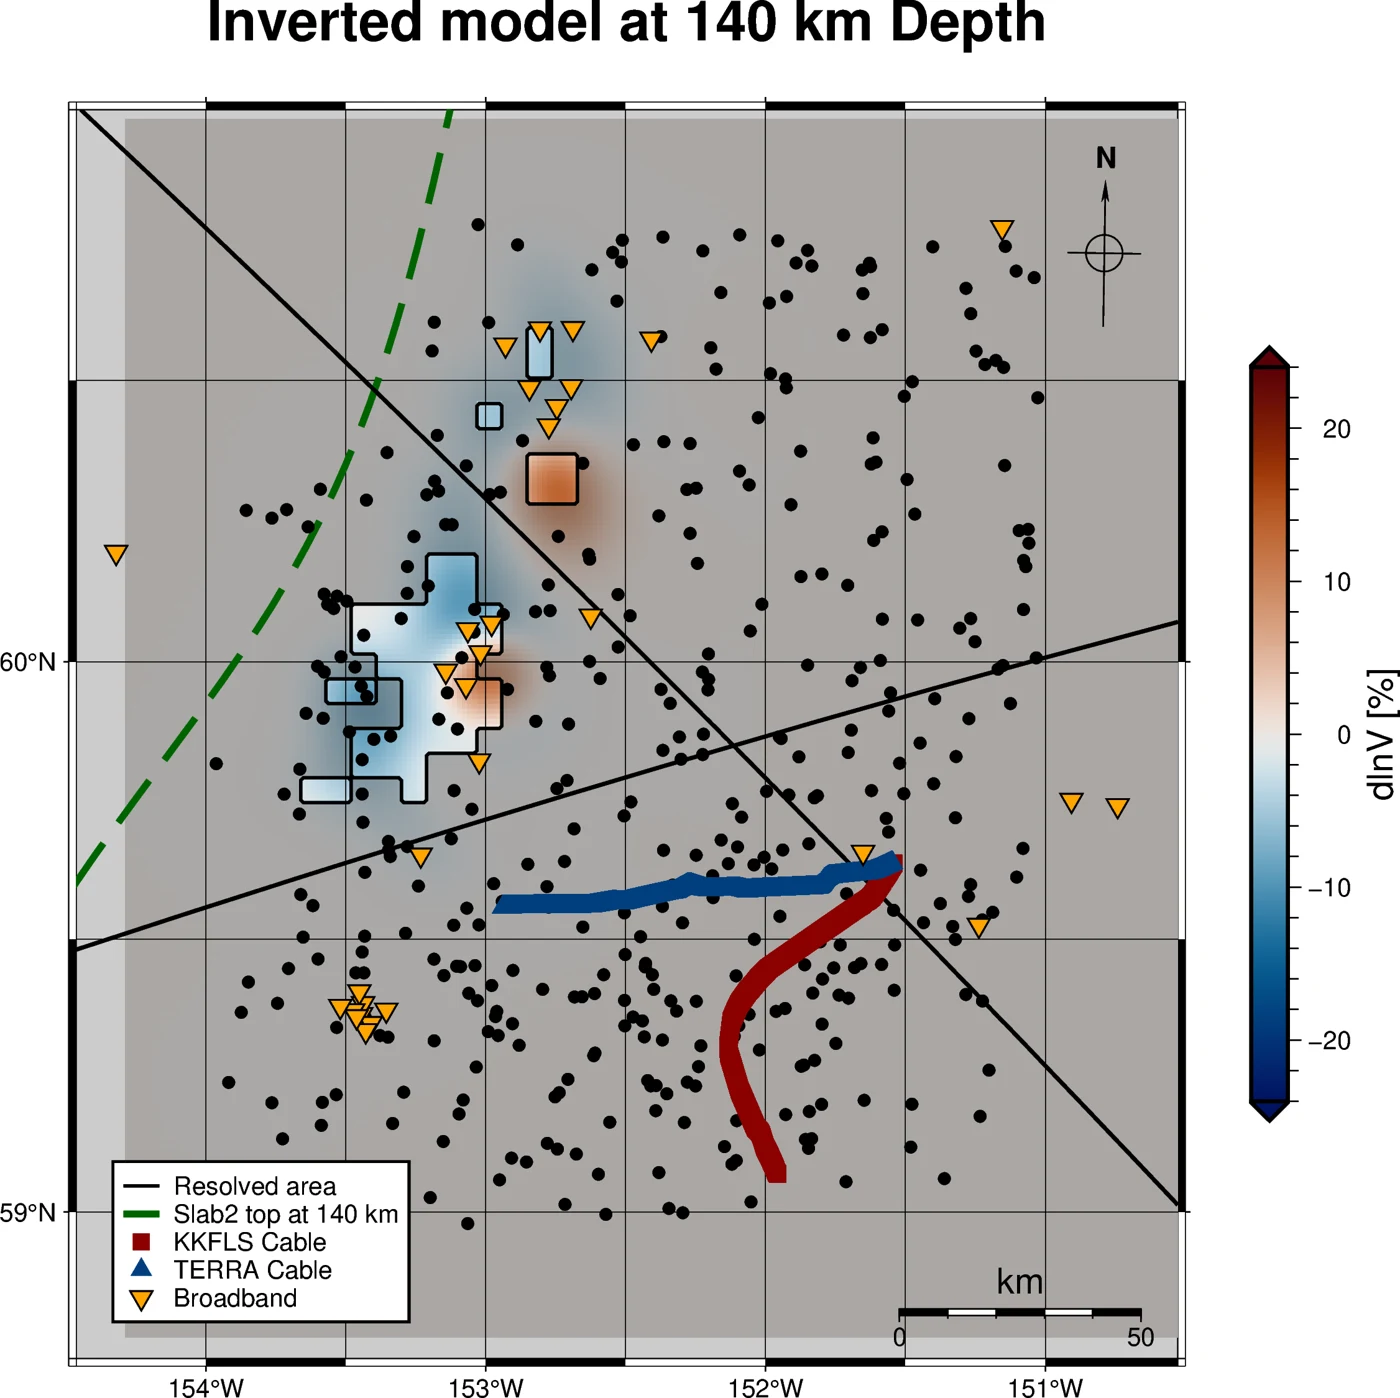 Inverted model at 140 km Depth
N
20
10
0
−10
−20
dlnV [%]
60°N
59°N
Resolved area
Slab2 top at 140 km
KKFLS Cable
TERRA Cable
Broadband
km
0 50
154°W 153°W 152°W 151°W